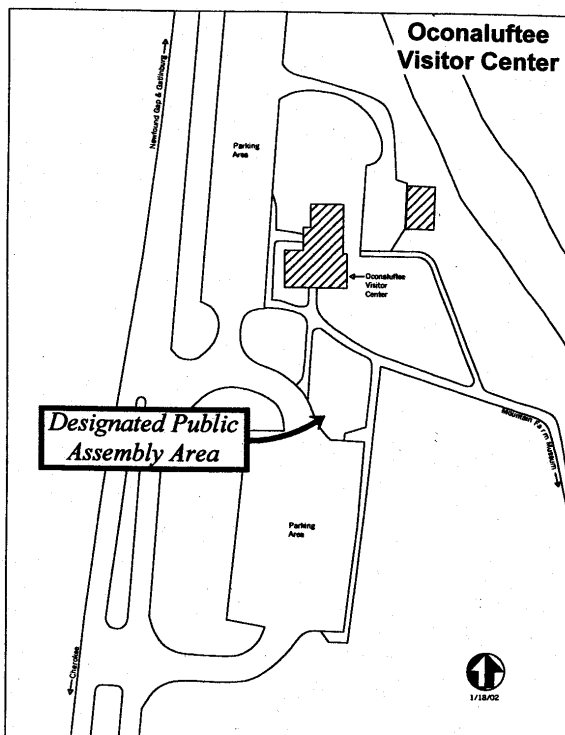 Oconaluftee
Visitor Center
Newfound Gap & Gatlinburg
Parking
Area
Oconaluftee
Visitor
Center
Designated Public
Assembly Area
Mountain Farm Museum
Parking
Area
Cherokee
1/18/02